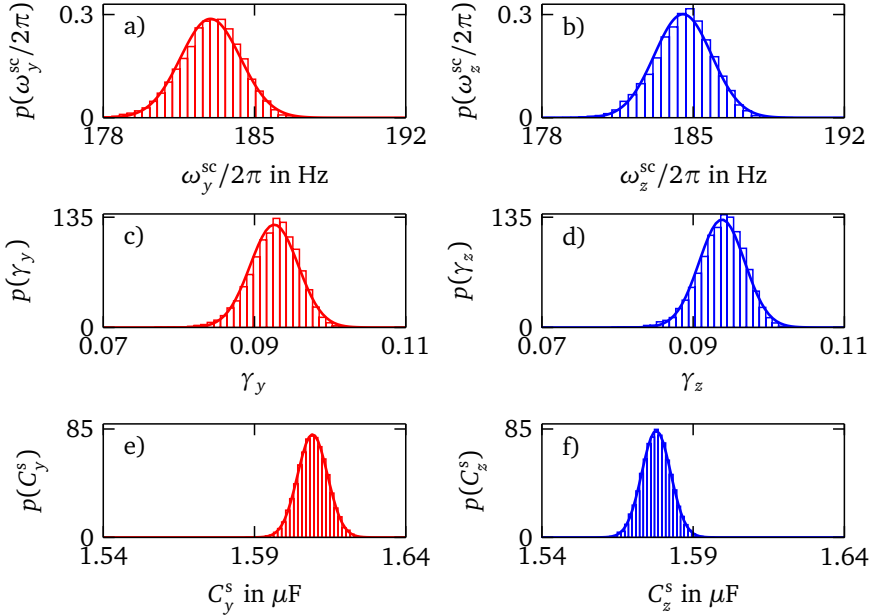 a)
p(ω_y^sc/2π)
0.3
0
178 185 192
ω_y^sc/2π in Hz
b)
p(ω_z^sc/2π)
0.3
0
178 185 192
ω_z^sc/2π in Hz
c)
p(γ_y)
135
0
0.07 0.09 0.11
γ_y
d)
p(γ_z)
135
0
0.07 0.09 0.11
γ_z
e)
p(C_y^s)
85
0
1.54 1.59 1.64
C_y^s in μF
f)
p(C_z^s)
85
0
1.54 1.59 1.64
C_z^s in μF